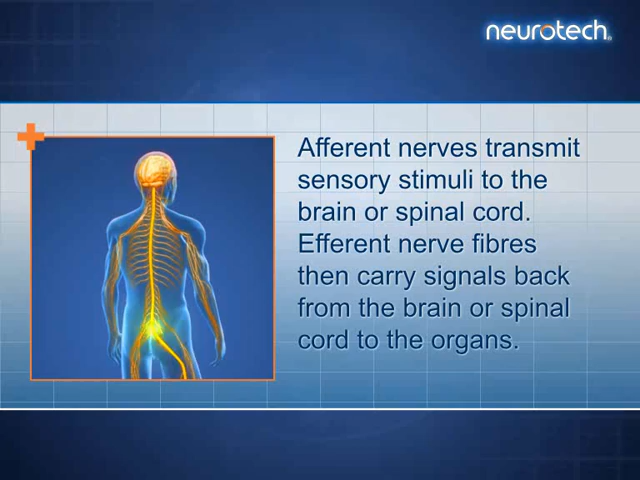 neurotech
Afferent nerves transmit
sensory stimuli to the
brain or spinal cord.
Efferent nerve fibres
then carry signals back
from the brain or spinal
cord to the organs.